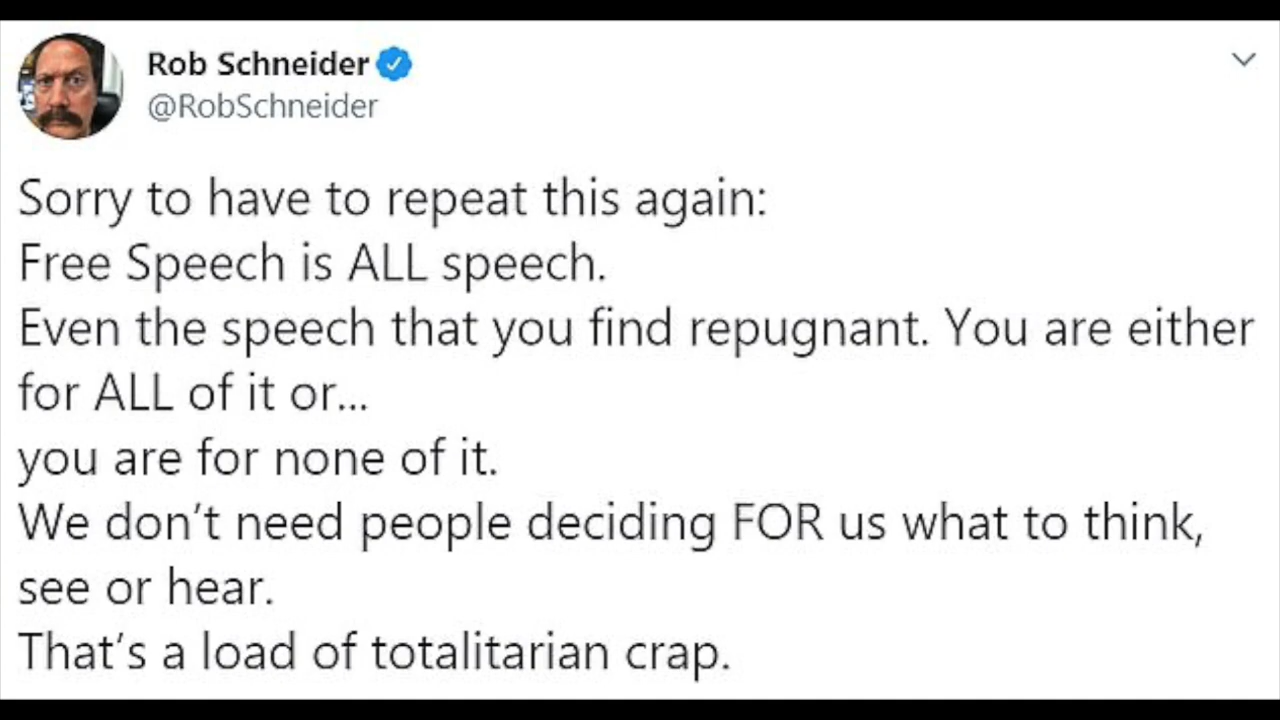 Rob Schneider
@RobSchneider
Sorry to have to repeat this again:
Free Speech is ALL speech.
Even the speech that you find repugnant. You are either
for ALL of it or...
you are for none of it.
We don’t need people deciding FOR us what to think,
see or hear.
That’s a load of totalitarian crap.